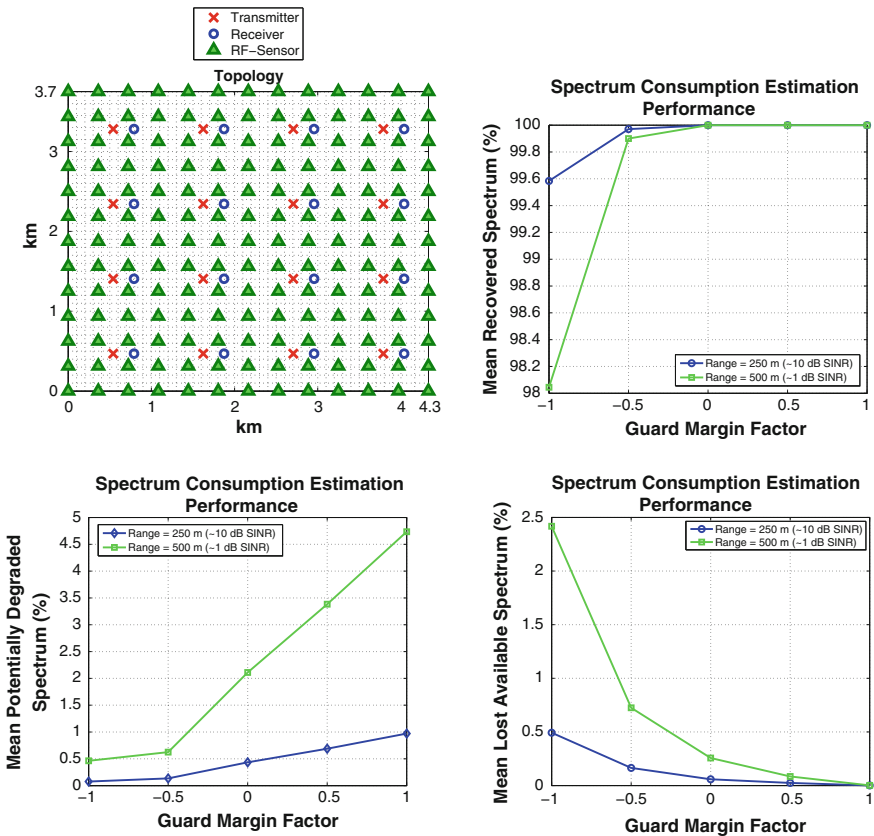 Transmitter
Receiver
RF-Sensor
Topology
3.7
3
2
1
0
km
0 1 2 3 4 4.3
km
Spectrum Consumption Estimation
Performance
Mean Recovered Spectrum (%)
100
99.8
99.6
99.4
99.2
99
98.8
98.6
98.4
98.2
98
Range = 250 m (~10 dB SINR)
Range = 500 m (~1 dB SINR)
−1 −0.5 0 0.5 1
Guard Margin Factor
Spectrum Consumption Estimation
Performance
Mean Potentially Degraded
Spectrum (%)
5
4.5
4
3.5
3
2.5
2
1.5
1
0.5
0
Range = 250 m (~10 dB SINR)
Range = 500 m (~1 dB SINR)
−1 −0.5 0 0.5 1
Guard Margin Factor
Spectrum Consumption Estimation
Performance
Mean Lost Available Spectrum (%)
2.5
2
1.5
1
0.5
0
Range = 250 m (~10 dB SINR)
Range = 500 m (~1 dB SINR)
−1 −0.5 0 0.5 1
Guard Margin Factor